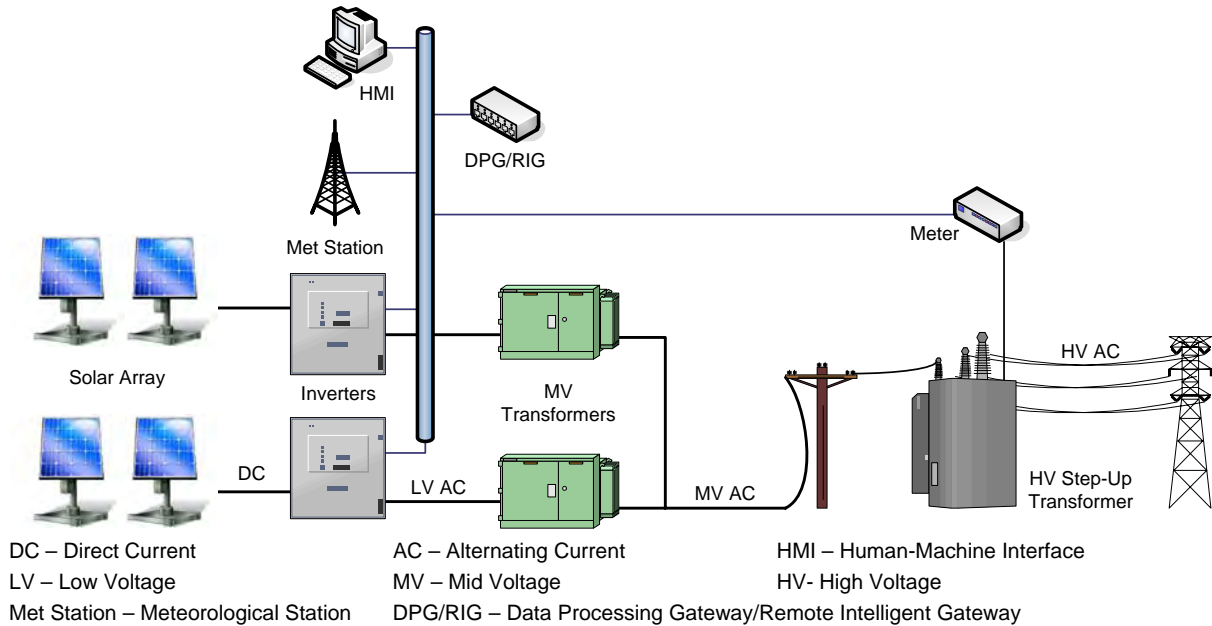 HMI
DPG/RIG
Met Station
Meter
HV AC
Solar Array
Inverters
MV
Transformers
DC
LV AC
MV AC
HV Step-Up
Transformer
DC – Direct Current
AC – Alternating Current
HMI – Human-Machine Interface
LV – Low Voltage
MV – Mid Voltage
HV- High Voltage
Met Station – Meteorological Station
DPG/RIG – Data Processing Gateway/Remote Intelligent Gateway